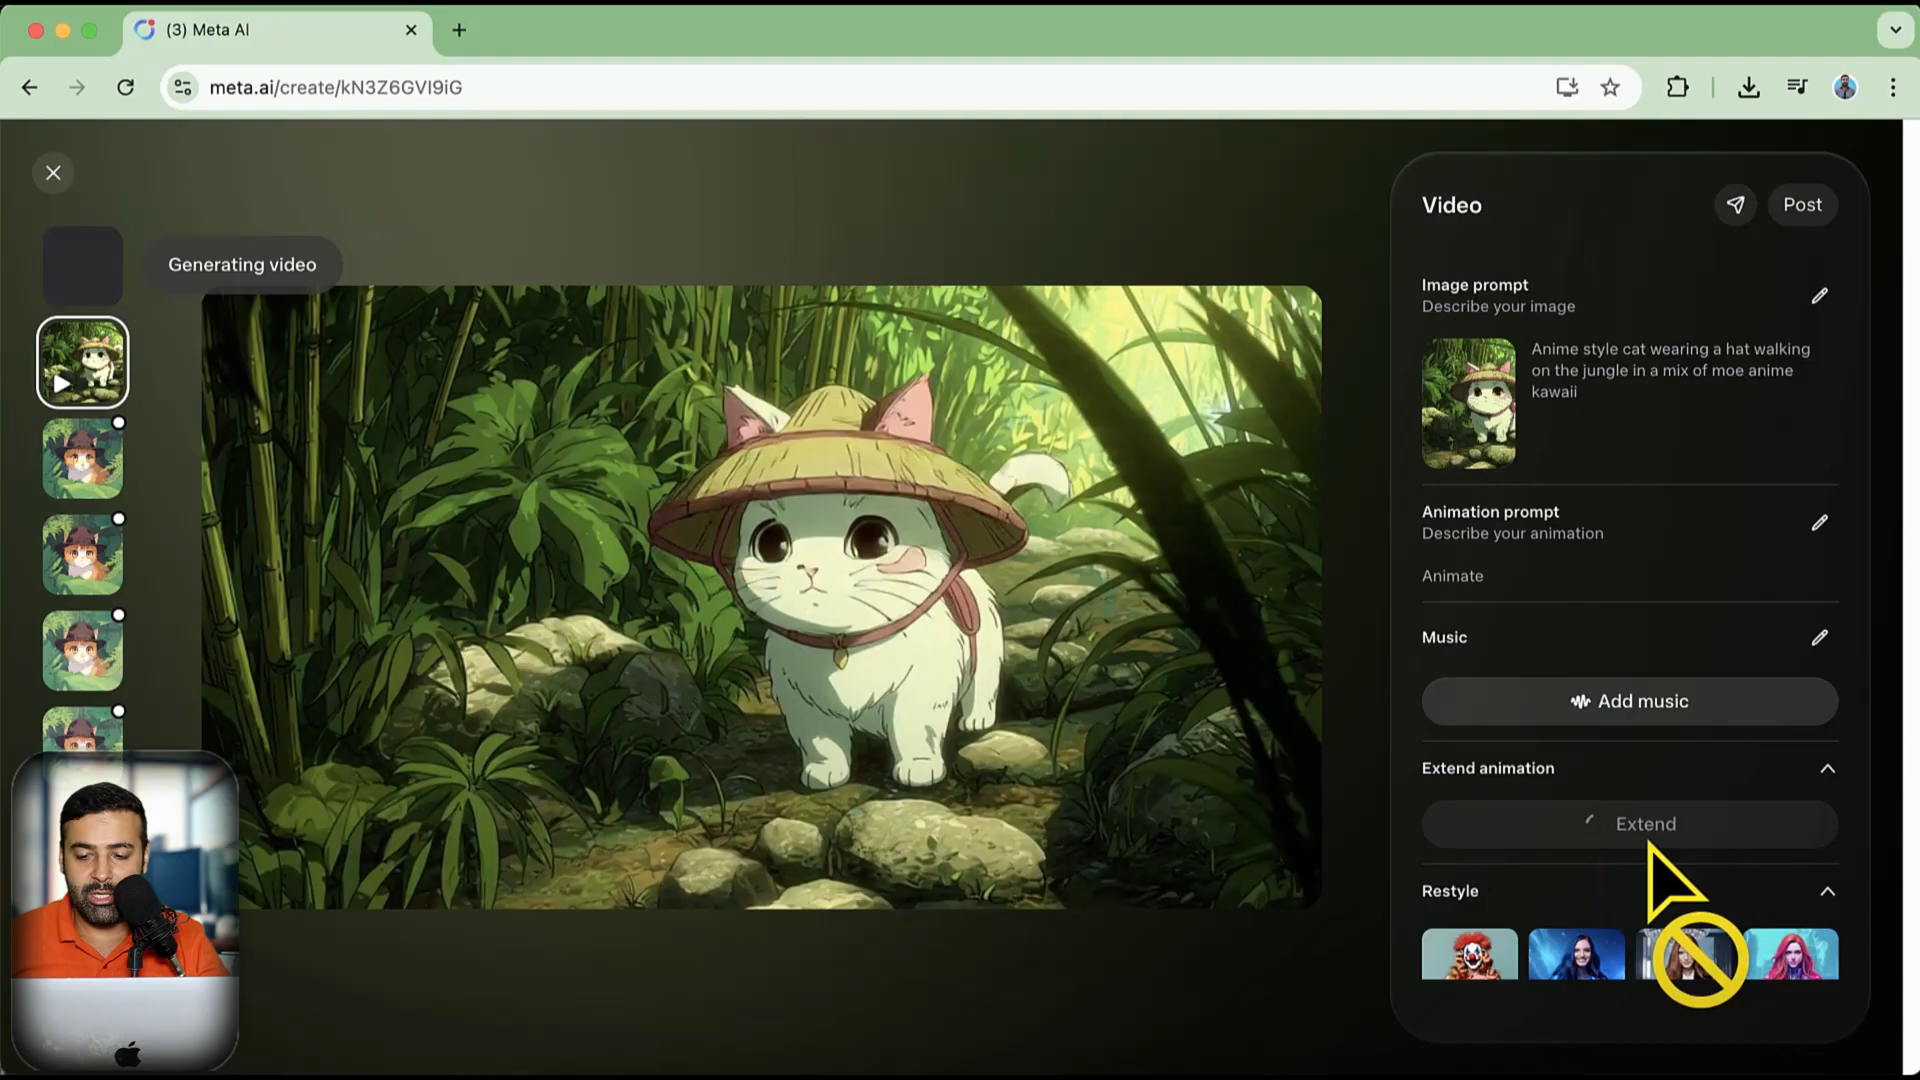 (3) Meta AI
meta.ai/create/kN3Z6GVI9iG
Generating video
Video
Post
Image prompt
Describe your image
Anime style cat wearing a hat walking
on the jungle in a mix of moe anime
kawaii
Animation prompt
Describe your animation
Animate
Music
Add music
Extend animation
Extend
Restyle